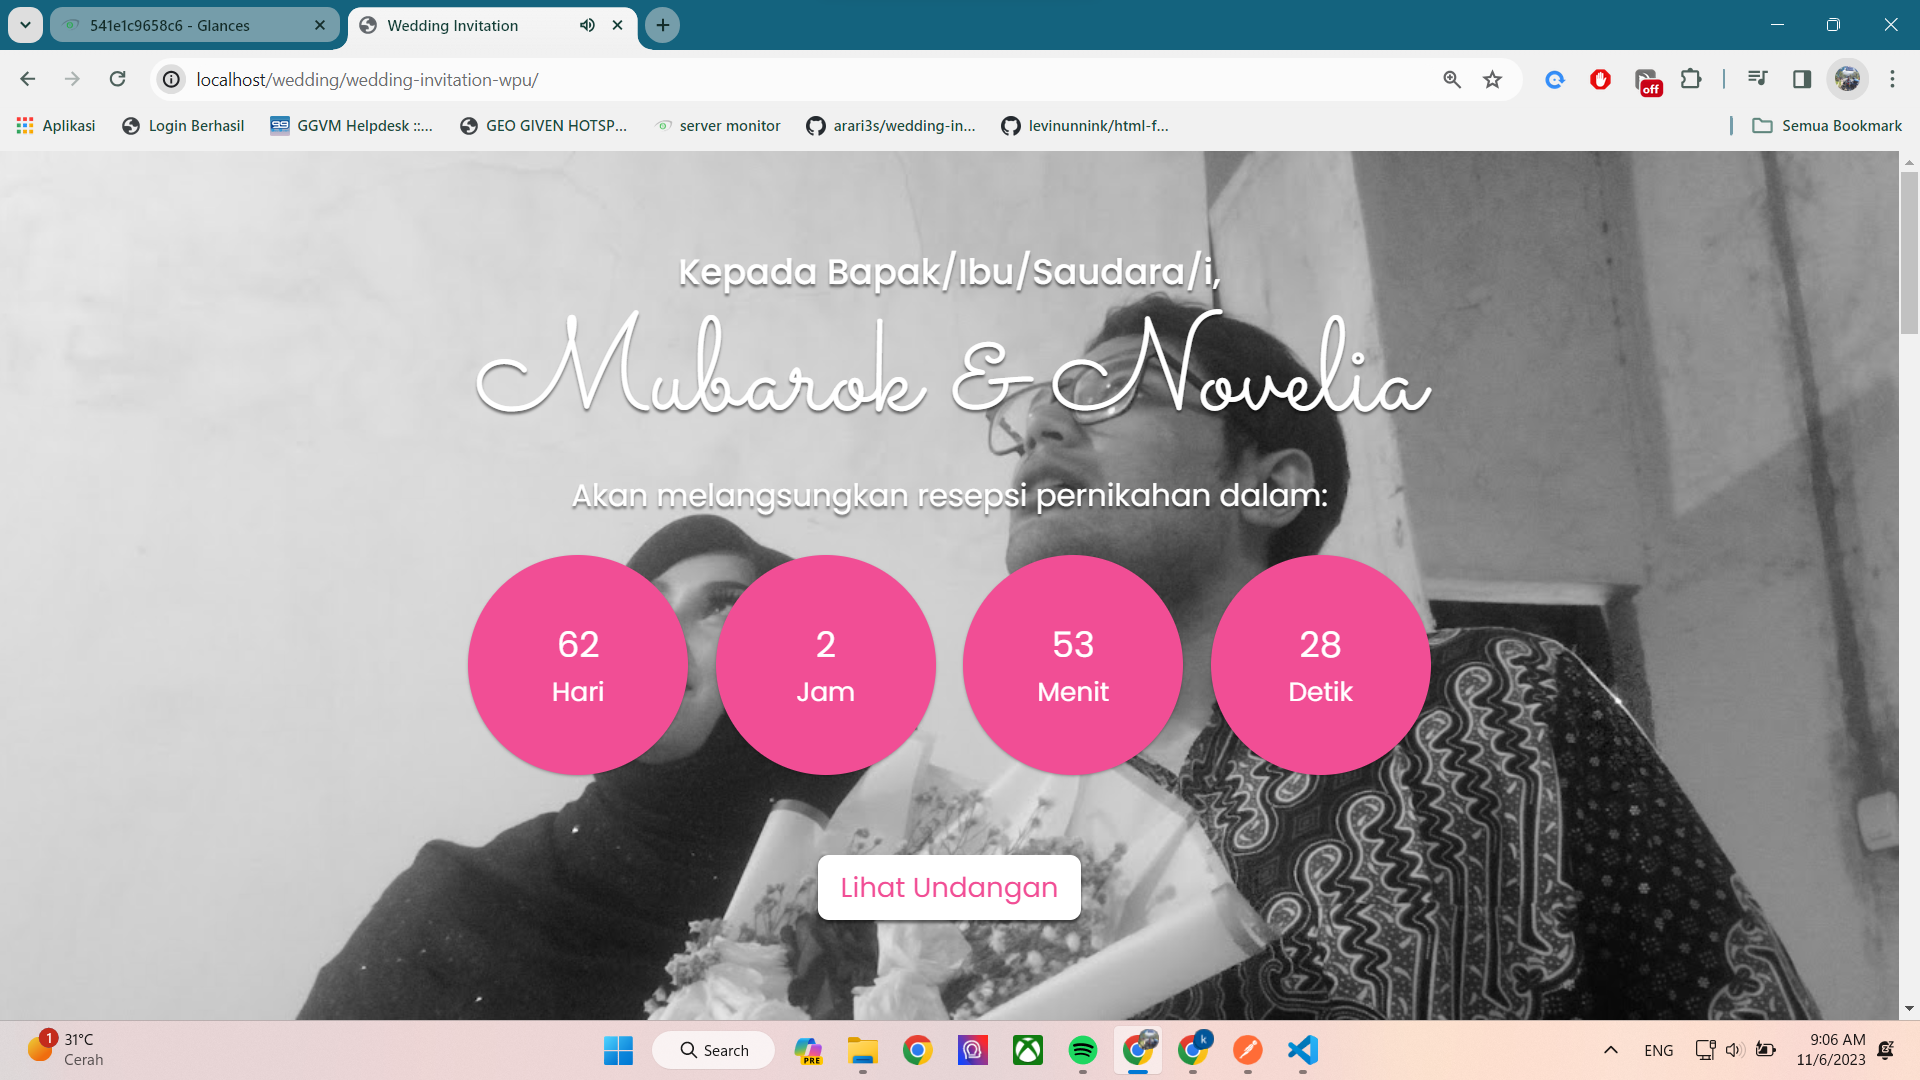 541e1c9658c6 - Glances
Wedding Invitation
localhost/wedding/wedding-invitation-wpu/
off
Aplikasi
Login Berhasil
GGVM Helpdesk ::...
GEO GIVEN HOTSP...
server monitor
arari3s/wedding-in...
levinunnink/html-f...
Semua Bookmark
Kepada Bapak/Ibu/Saudara/i,
Mubarok & Novelia
Akan melangsungkan resepsi pernikahan dalam:
62
Hari
2
Jam
53
Menit
28
Detik
Lihat Undangan
1
31°C
Cerah
Search
PRE
k
ENG
9:06 AM
11/6/2023